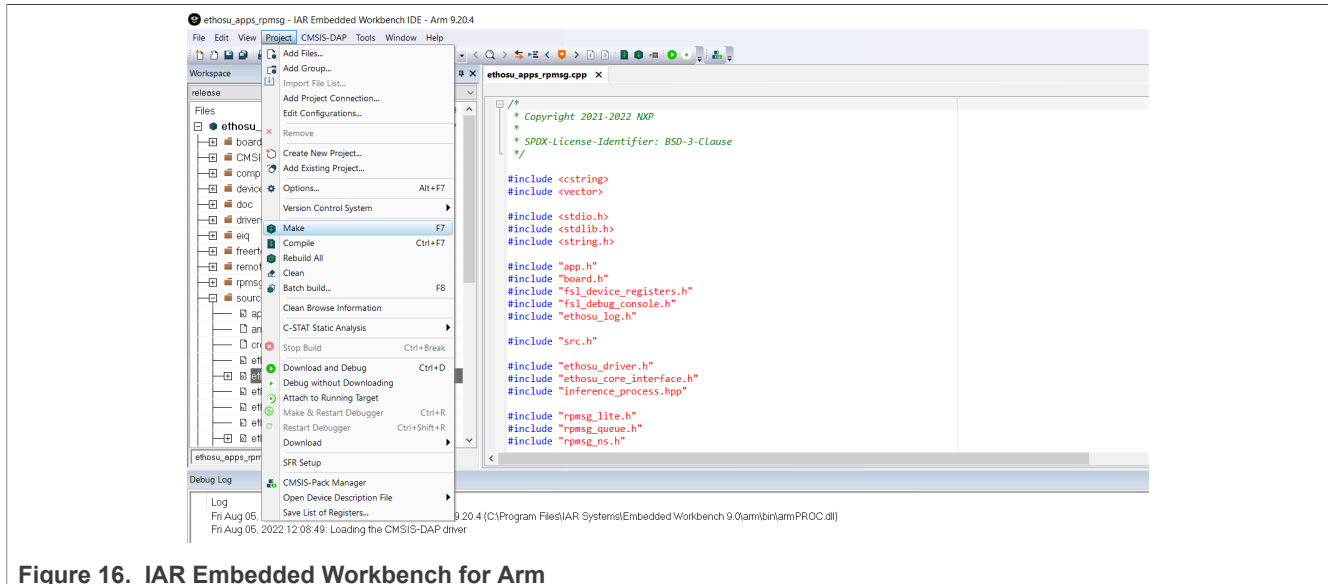 ethosu_apps_rpmsg - IAR Embedded Workbench IDE - Arm 9.20.4
File Edit View Project CMSIS-DAP Tools Window Help
Workspace
release
Files
Add Files...
Add Group...
Import File List...
Add Project Connection...
Edit Configurations...
Remove
Create New Project...
Add Existing Project...
Options... Alt+F7
Version Control System
Make F7
Compile Ctrl+F7
Rebuild All
Clean
Batch build... F8
Clean Browse Information
C-STAT Static Analysis
Stop Build Ctrl+Break
Download and Debug Ctrl+D
Debug without Downloading
Attach to Running Target
Make & Restart Debugger Ctrl+R
Restart Debugger Ctrl+Shift+R
Download
SFR Setup
CMSIS-Pack Manager
Open Device Description File
Save List of Registers...
ethosu_
board
CMSI
comp
device
doc
driver
eiq
freert
remot
rpmsg
sourc
ap
et
et
et
et
ethosu_apps_rpm
ethosu_apps_rpmsg.cpp
/*
* Copyright 2021-2022 NXP
*
* SPDX-License-Identifier: BSD-3-Clause
*/
#include <cstring>
#include <vector>
#include <stdio.h>
#include <stdlib.h>
#include <string.h>
#include "app.h"
#include "board.h"
#include "fsl_device_registers.h"
#include "fsl_debug_console.h"
#include "ethosu_log.h"
#include "src.h"
#include "ethosu_driver.h"
#include "ethosu_core_interface.h"
#include "inference_process.hpp"
#include "rpmsg_lite.h"
#include "rpmsg_queue.h"
#include "rpmsg_ns.h"
Debug Log
Log
Fri Aug 05, 9.20.4 (C:\Program Files\IAR Systems\Embedded Workbench 9.0\arm\bin\armPROC.dll)
Fri Aug 05, 2022 12:08:49: Loading the CMSIS-DAP driver
Figure 16. IAR Embedded Workbench for Arm